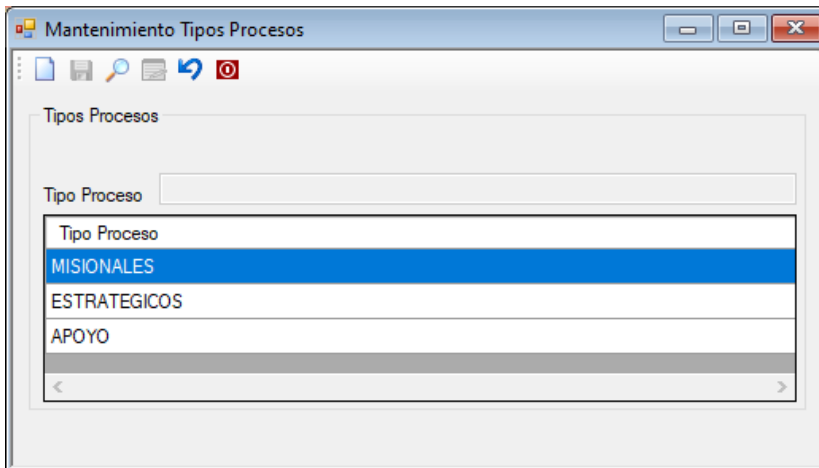 Mantenimiento Tipos Procesos
Tipos Procesos
Tipo Proceso
Tipo Proceso
MISIONALES
ESTRATEGICOS
APOYO